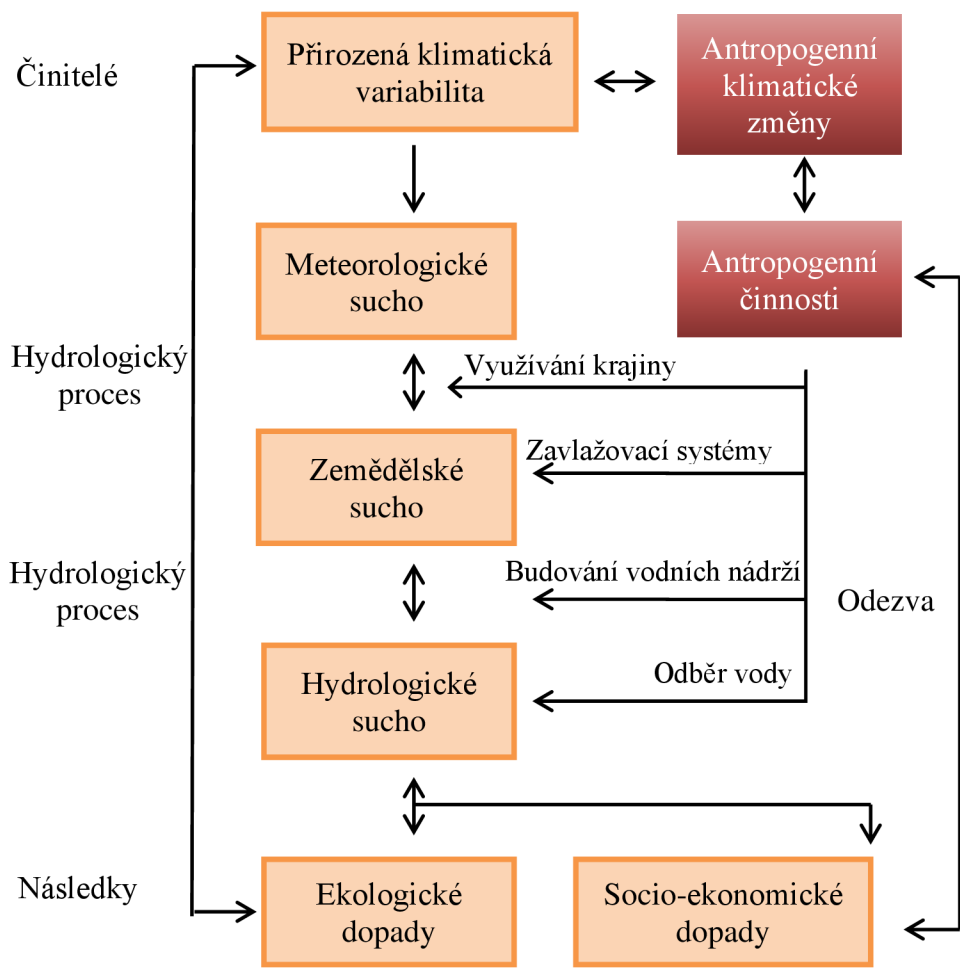 Činitelé
Přirozená klimatická
variabilita
Antropogenní
klimatické
změny
Meteorologické
sucho
Antropogenní
činnosti
Hydrologický
proces
Využívání krajiny
Zemědělské
sucho
Zavlažovací systémy
Hydrologický
proces
Budování vodních nádrží
Odezva
Hydrologické
sucho
Odběr vody
Následky
Ekologické
dopady
Socio-ekonomické
dopady